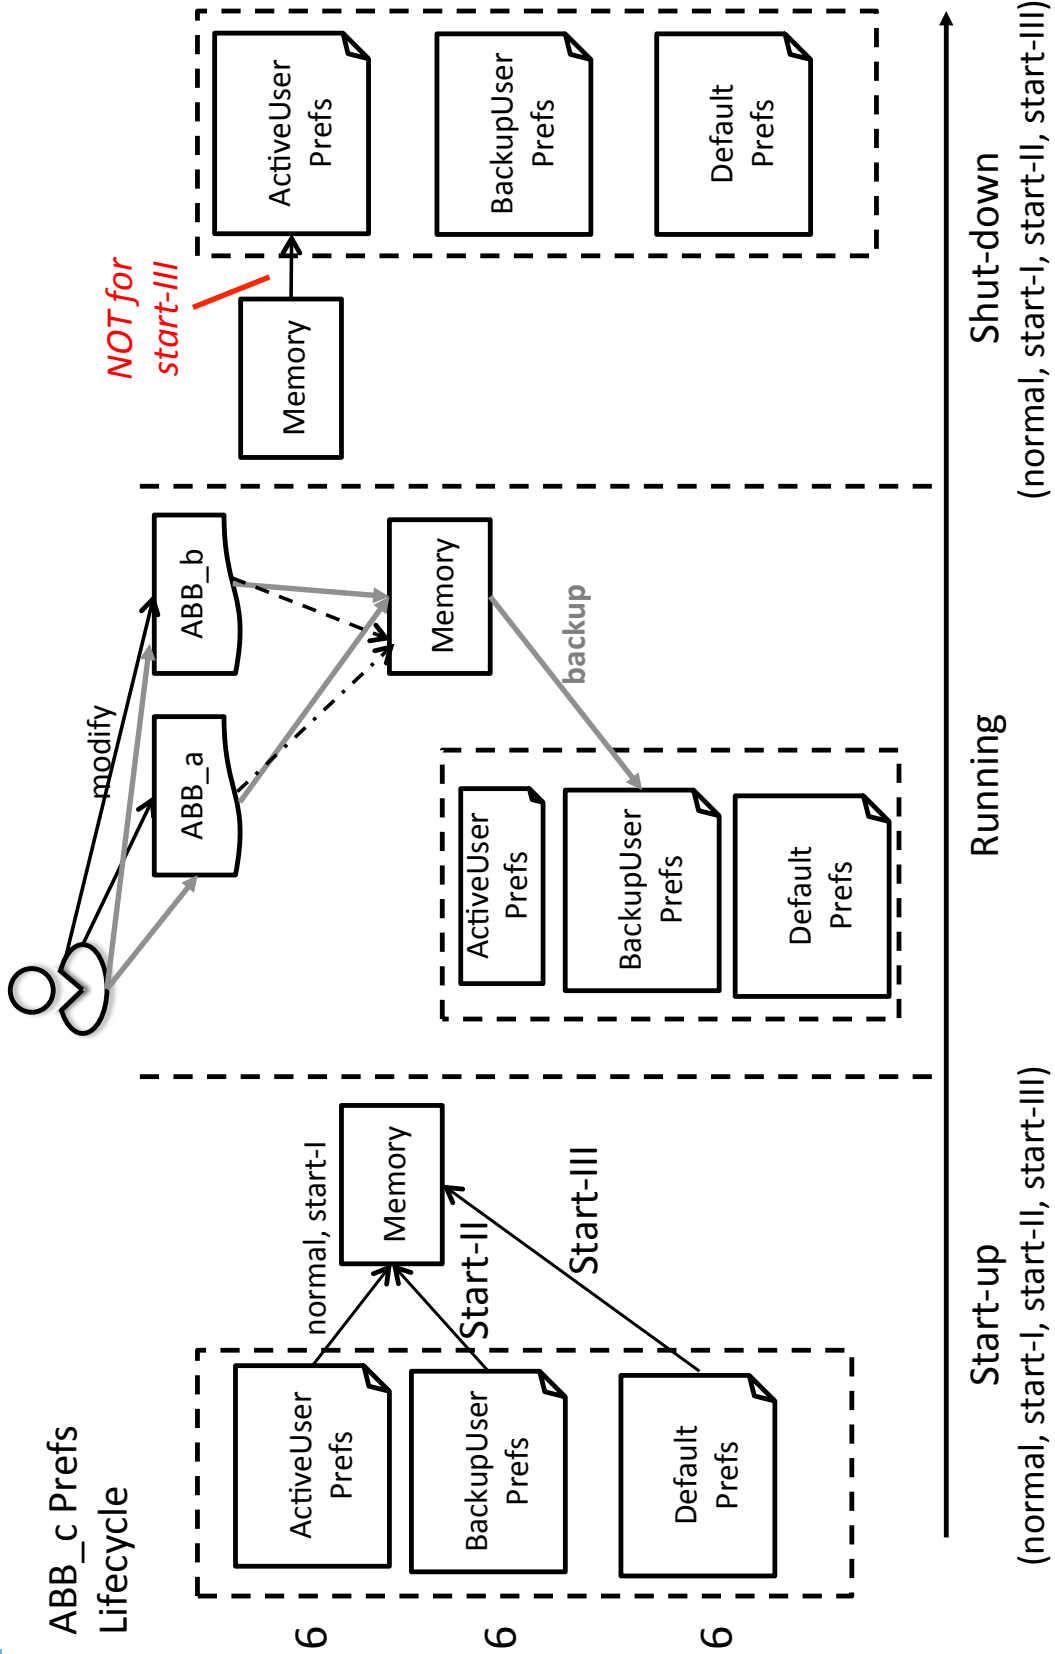 ABB_c Prefs
Lifecycle
6
6
6
ActiveUser
Prefs
BackupUser
Prefs
Default
Prefs
normal, start-I
Start-II
Start-III
Memory
Start-up
(normal, start-I, start-II, start-III)
modify
ABB_a
ABB_b
Memory
backup
ActiveUser
Prefs
BackupUser
Prefs
Default
Prefs
Running
NOT for
start-III
Memory
ActiveUser
Prefs
BackupUser
Prefs
Default
Prefs
Shut-down
(normal, start-I, start-II, start-III)